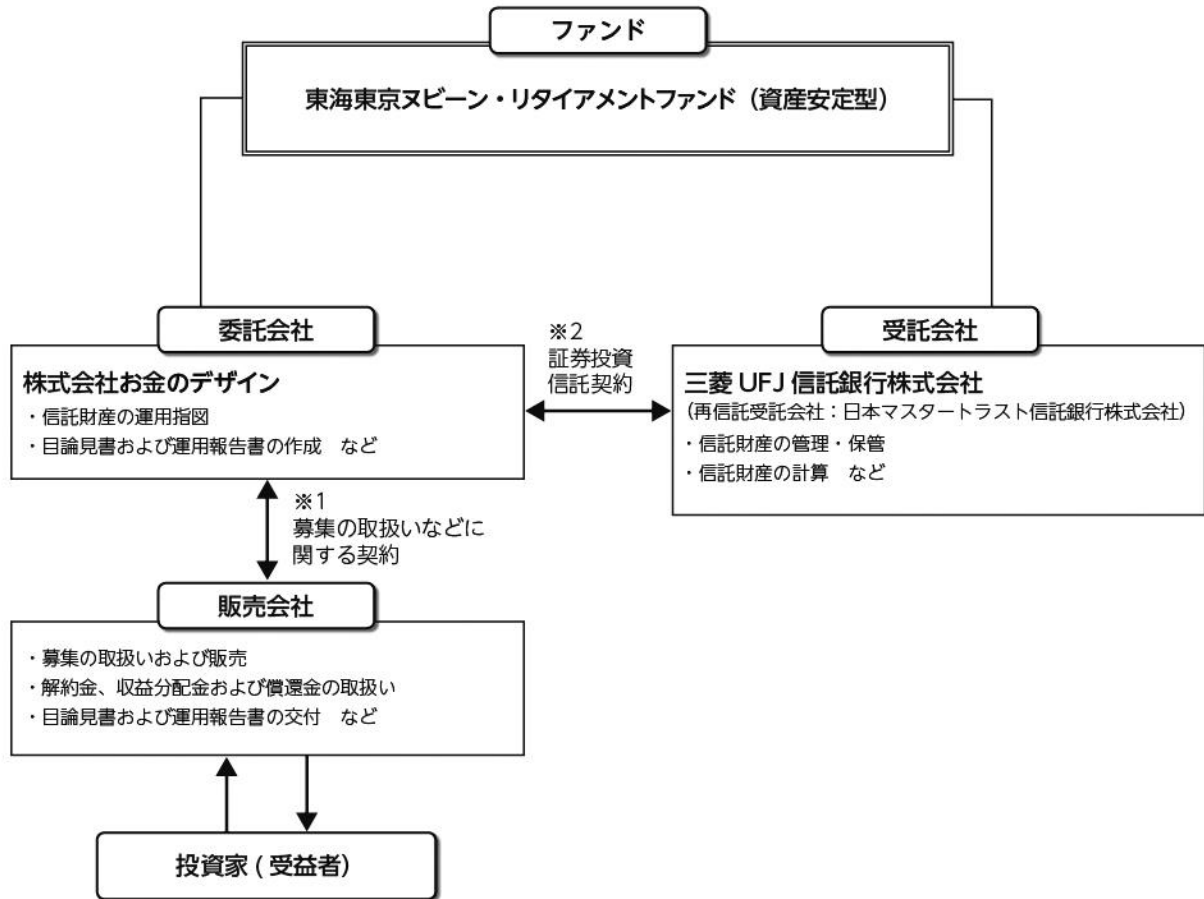 ファンド
東海東京ヌビーン・リタイアメントファンド（資産安定型）
委託会社
株式会社お金のデザイン
・信託財産の運用指図
・目論見書および運用報告書の作成　など
※2
証券投資
信託契約
受託会社
三菱 UFJ 信託銀行株式会社
（再信託受託会社：日本マスタートラスト信託銀行株式会社）
・信託財産の管理・保管
・信託財産の計算　など
※1
募集の取扱いなどに
関する契約
販売会社
・募集の取扱いおよび販売
・解約金、収益分配金および償還金の取扱い
・目論見書および運用報告書の交付　など
投資家 ( 受益者）